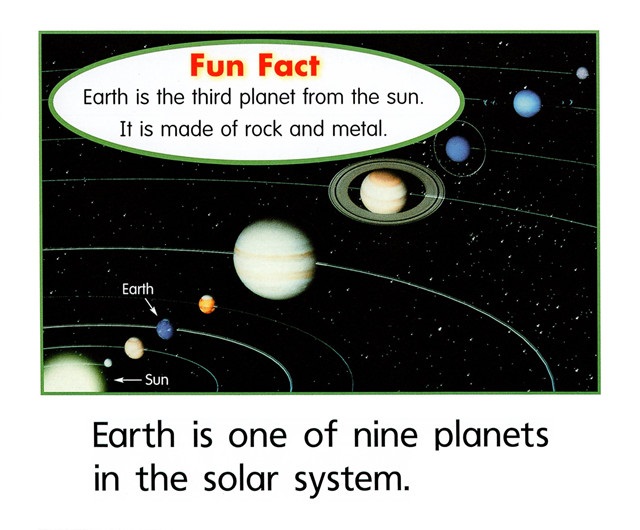 Fun Fact
Earth is the third planet from the sun.
It is made of rock and metal.
Earth
Sun
Earth is one of nine planets
in the solar system.